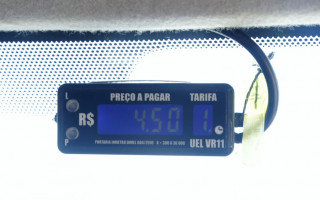 L
PREÇO A PAGAR TARIFA
R$ 4.50 1.
P
UEL VR11